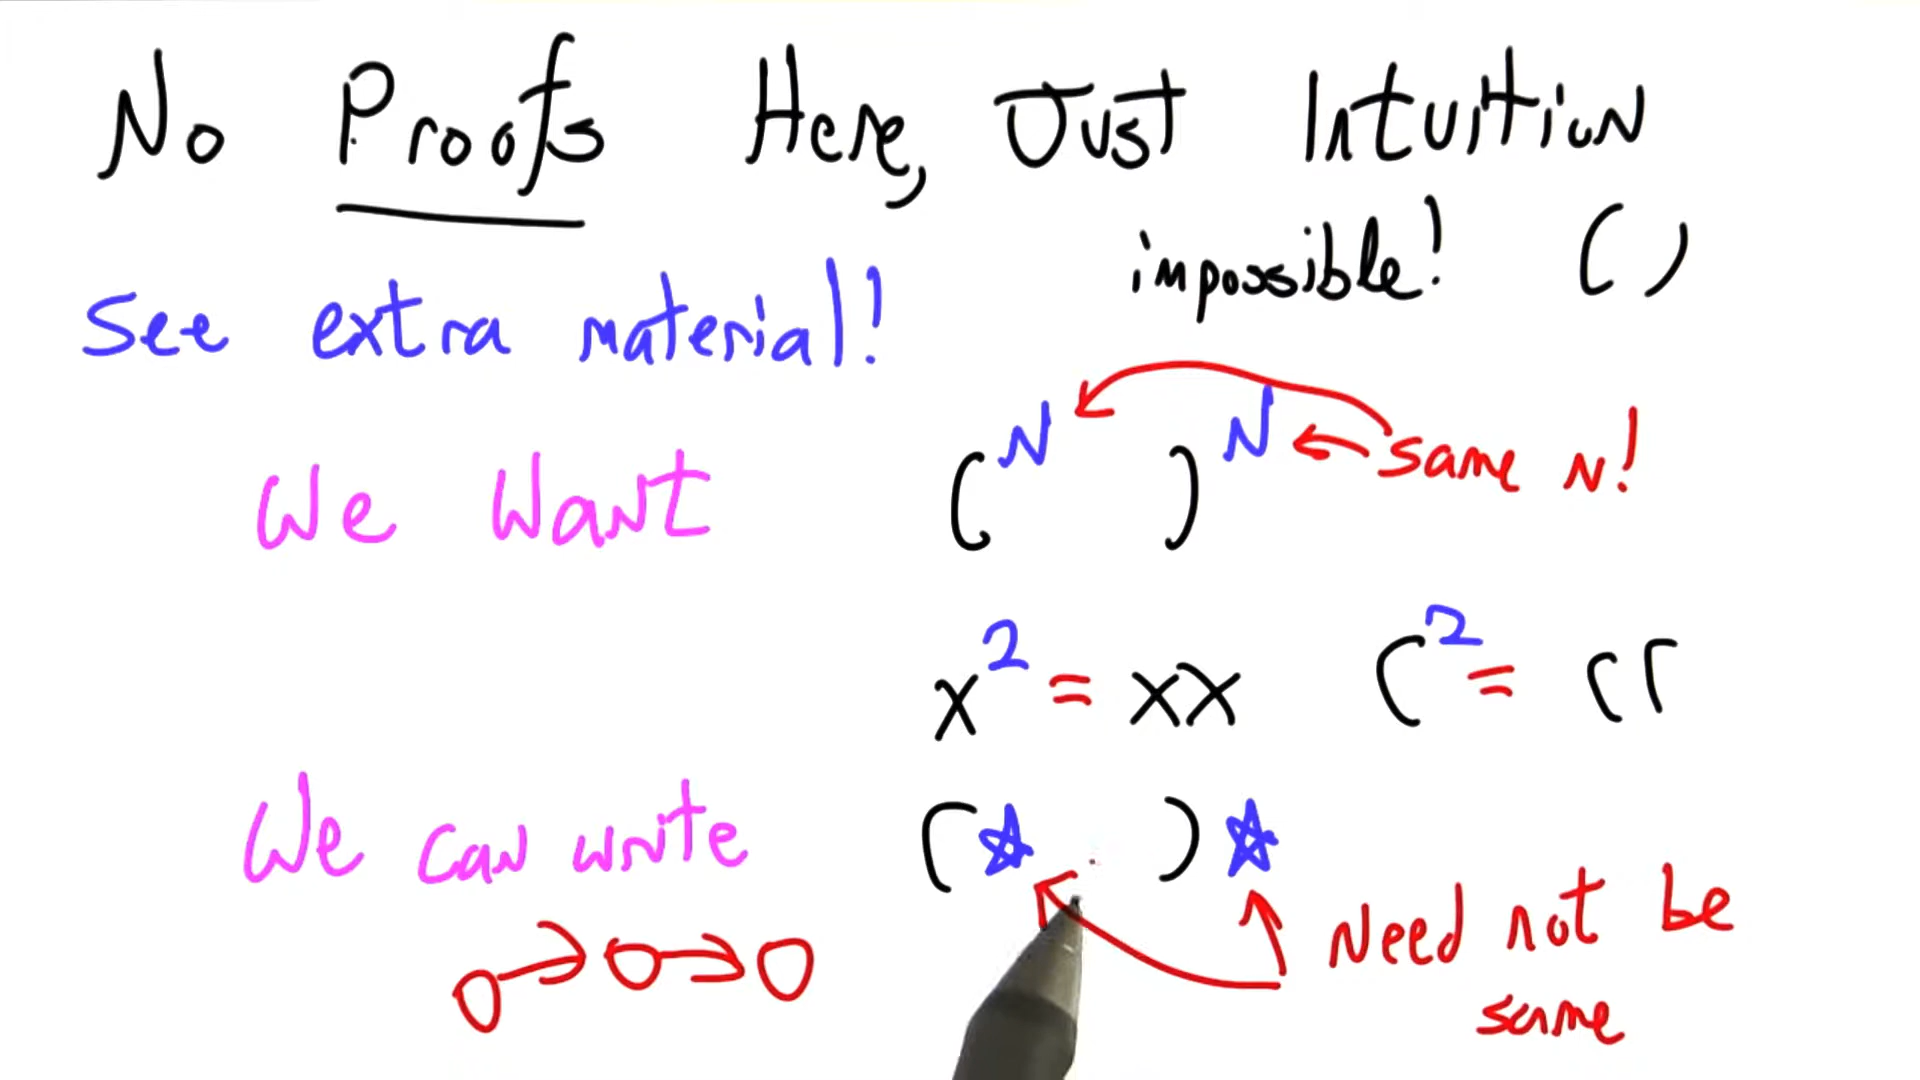 No Proofs Here, Just Intuition
impossible! ( )
See extra material!
We Want (^N )^N same N!
x^2 = xx (^2 = ((
We can write (* )*
Need not be
same